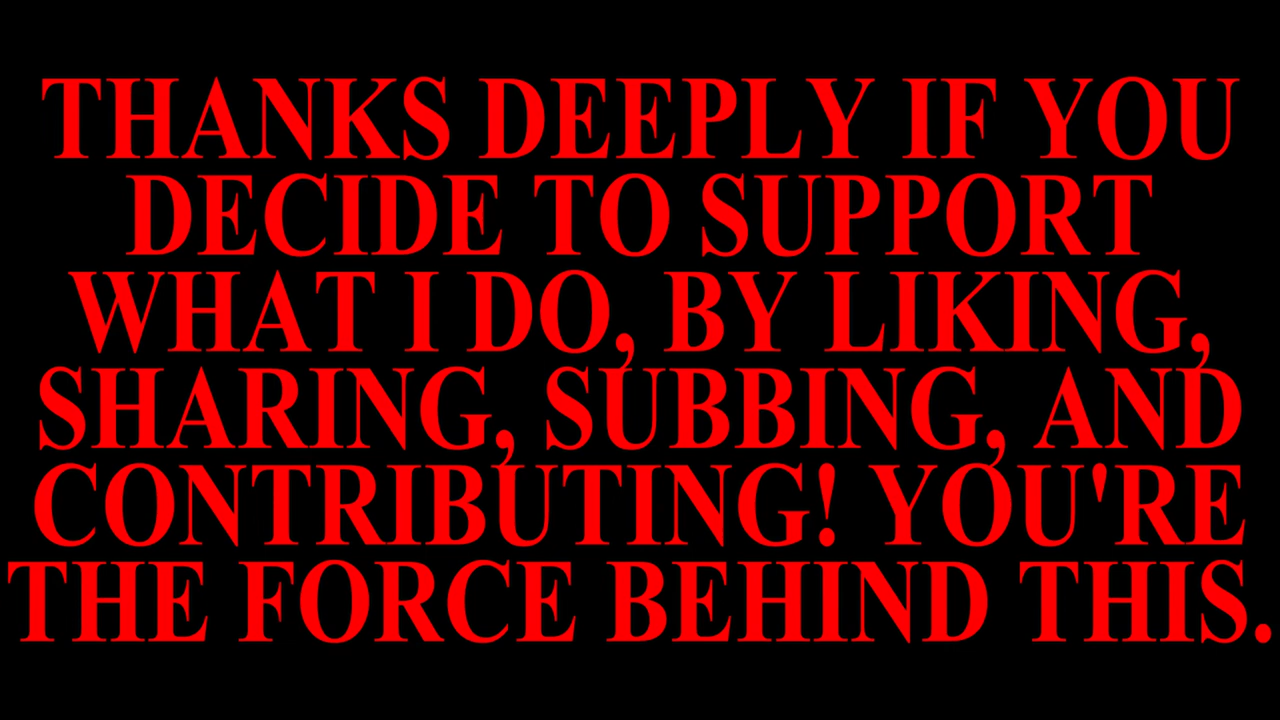 THANKS DEEPLY IF YOU
DECIDE TO SUPPORT
WHAT I DO, BY LIKING,
SHARING, SUBBING, AND
CONTRIBUTING! YOU'RE
THE FORCE BEHIND THIS.